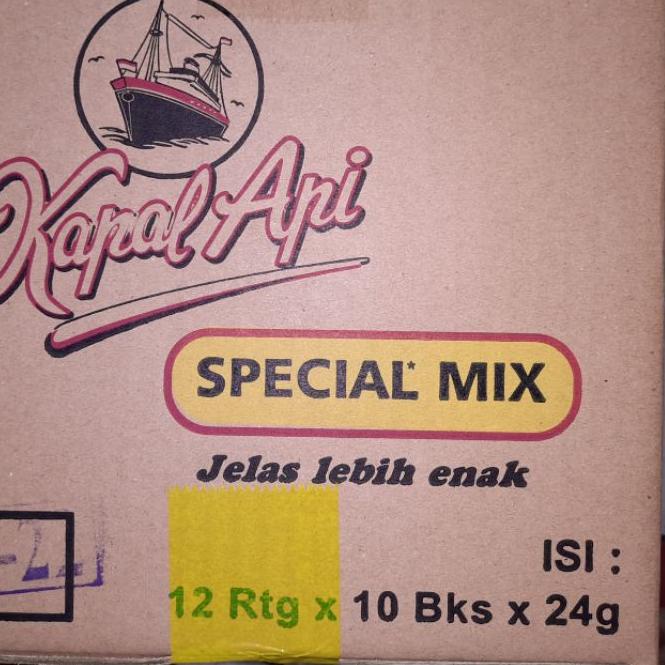 Kapal Api
SPECIAL* MIX
Jelas lebih enak
ISI :
12 Rtg x 10 Bks x 24g